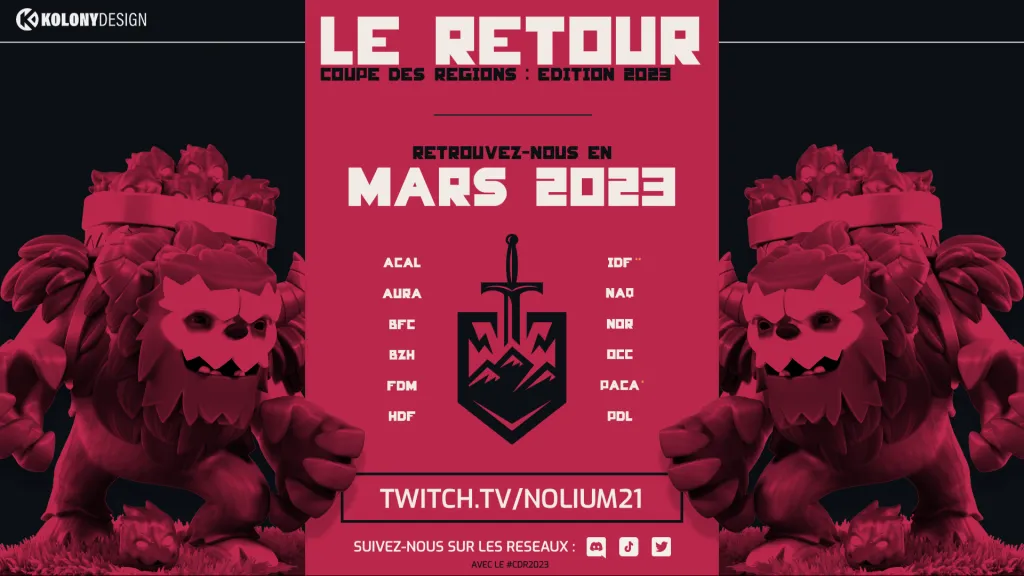 KOLONYDESIGN
LE RETOUR
COUPE DES REGIONS : EDITION 2023
RETROUVEZ-NOUS EN
MARS 2023
ACAL
AURA
BFC
BZH
FDM
HDF
IDF**
NAQ
NOR
OCC
PACA*
PDL
TWITCH.TV/NOLIUM21
SUIVEZ-NOUS SUR LES RESEAUX :
AVEC LE #CDR2023